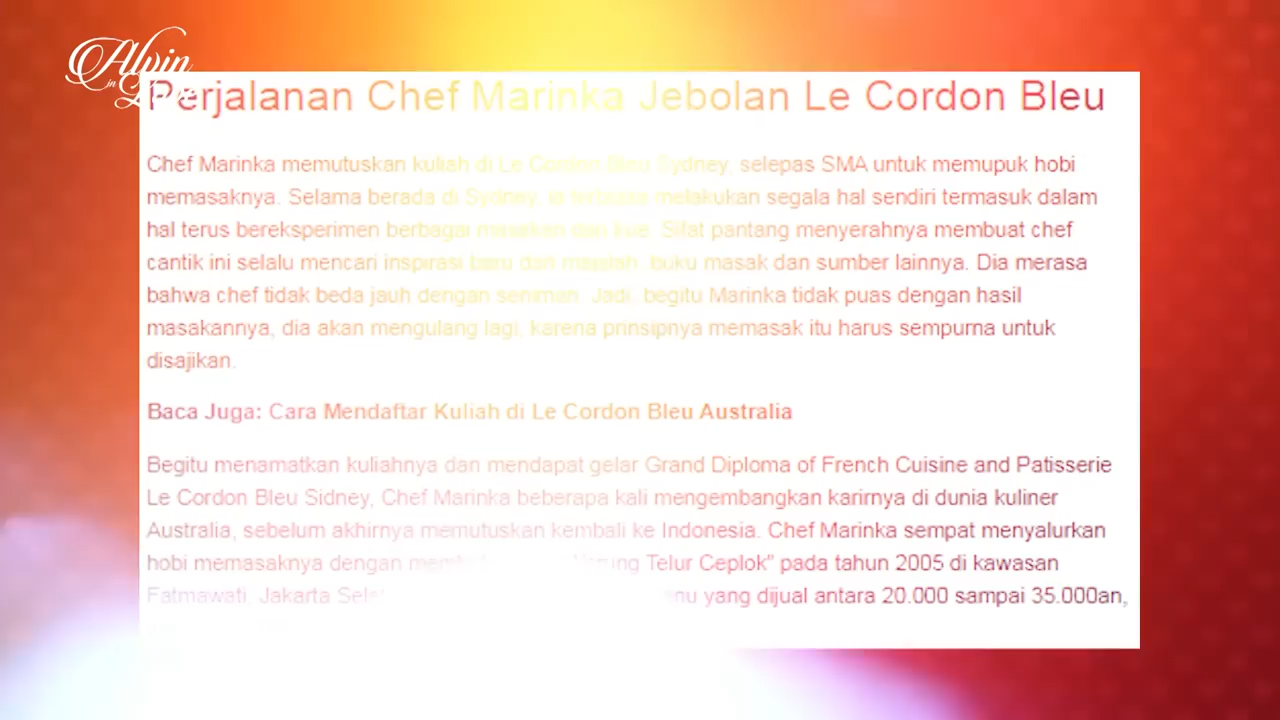 Alvin
in
Love
Perjalanan Chef Marinka Jebolan Le Cordon Bleu
Chef Marinka memutuskan kuliah di Le Cordon Bleu Sydney, selepas SMA untuk memupuk hobi
memasaknya. Selama berada di Sydney, ia terbiasa melakukan segala hal sendiri termasuk dalam
hal terus bereksperimen berbagai masakan dan kue. Sifat pantang menyerahnya membuat chef
cantik ini selalu mencari inspirasi baru dari majalah, buku masak dan sumber lainnya. Dia merasa
bahwa chef tidak beda jauh dengan seniman. Jadi, begitu Marinka tidak puas dengan hasil
masakannya, dia akan mengulang lagi, karena prinsipnya memasak itu harus sempurna untuk
disajikan.
Baca Juga: Cara Mendaftar Kuliah di Le Cordon Bleu Australia
Begitu menamatkan kuliahnya dan mendapat gelar Grand Diploma of French Cuisine and Patisserie
Le Cordon Bleu Sidney, Chef Marinka beberapa kali mengembangkan karirnya di dunia kuliner
Australia, sebelum akhirnya memutuskan kembali ke Indonesia. Chef Marinka sempat menyalurkan
hobi memasaknya dengan Telur Ceplok" pada tahun 2005 di kawasan
Fatmawati, Jakarta yang dijual antara 20.000 sampai 35.000an,